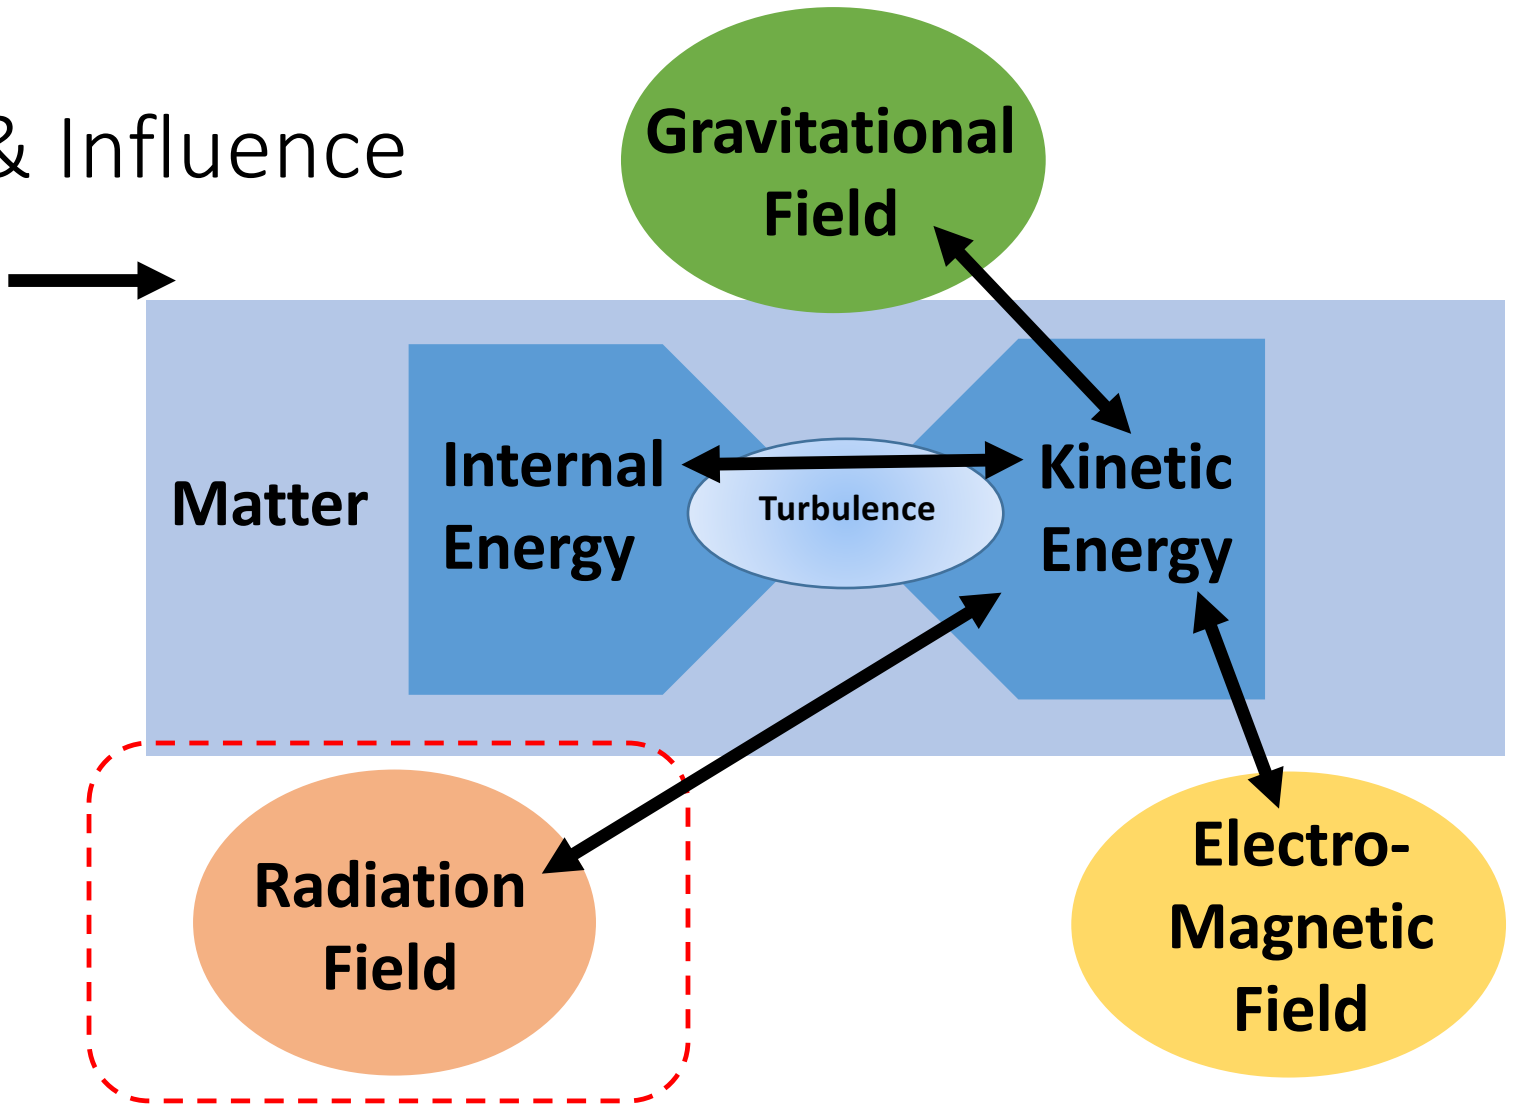 & Influence
Gravitational
Field
Matter
Internal
Energy
Turbulence
Kinetic
Energy
Radiation
Field
Electro-
Magnetic
Field